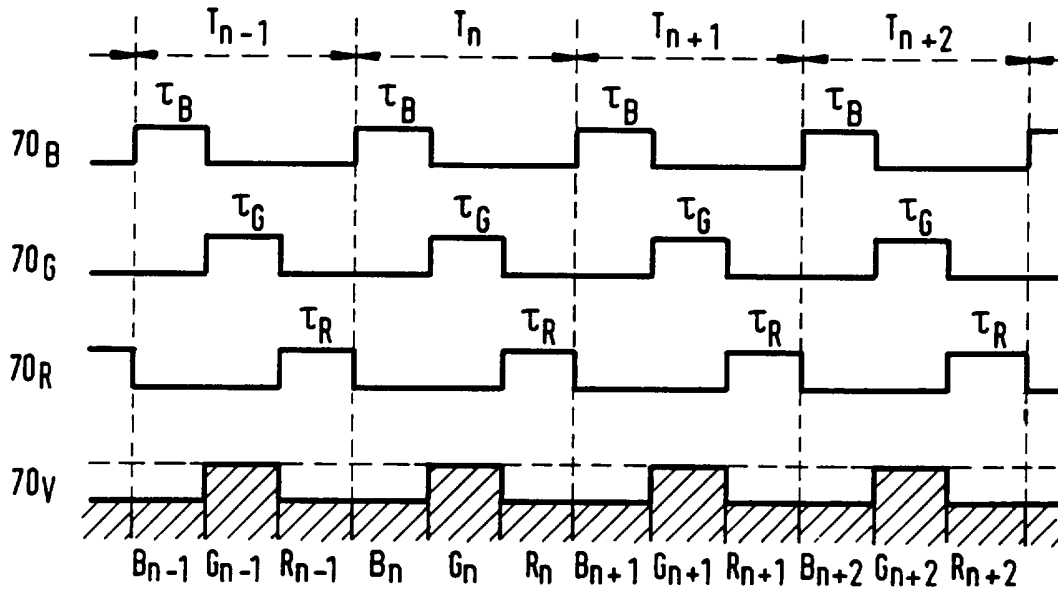 Tn-1 Tn Tn+1 Tn+2
τB τB τB τB
70B
τG τG τG τG
70G
τR τR τR τR
70R
70V
Bn-1 Gn-1 Rn-1 Bn Gn Rn Bn+1 Gn+1 Rn+1 Bn+2 Gn+2 Rn+2